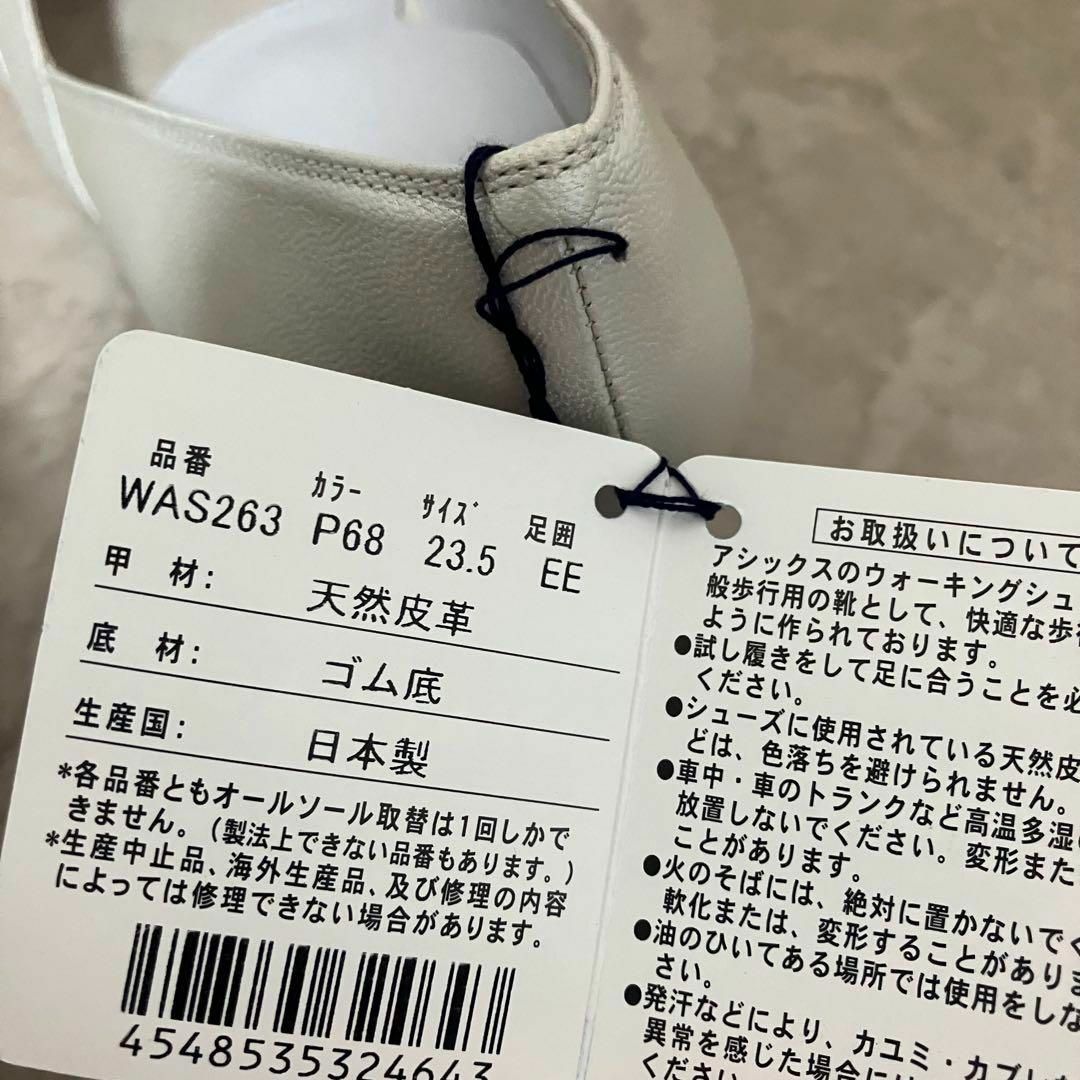 品番 カラー サイズ 足囲
WAS263 P68 23.5 EE
甲 材: 天然皮革
底 材: ゴム底
生産国: 日本製
*各品番ともオールソール取替は1回しかで
きません。(製法上できない品番もあります。)
*生産中止品、海外生産品、及び修理の内容
によっては修理できない場合があります。
4548535324643
お取扱いについて
アシックスのウォーキングシュ
般歩行用の靴として、快適な歩
ように作られております。
●試し履きをして足に合うことを必
ください。
●シューズに使用されている天然皮
どは、色落ちを避けられません。
●車中・車のトランクなど高温多湿
放置しないでください。変形また
ことがあります。
●火のそばには、絶対に置かないでく
軟化または、変形することがありま
●油のひいてある場所では使用をしな
さい。
●発汗などにより、カユミ・カブレ
異常を感じた場合に
ください